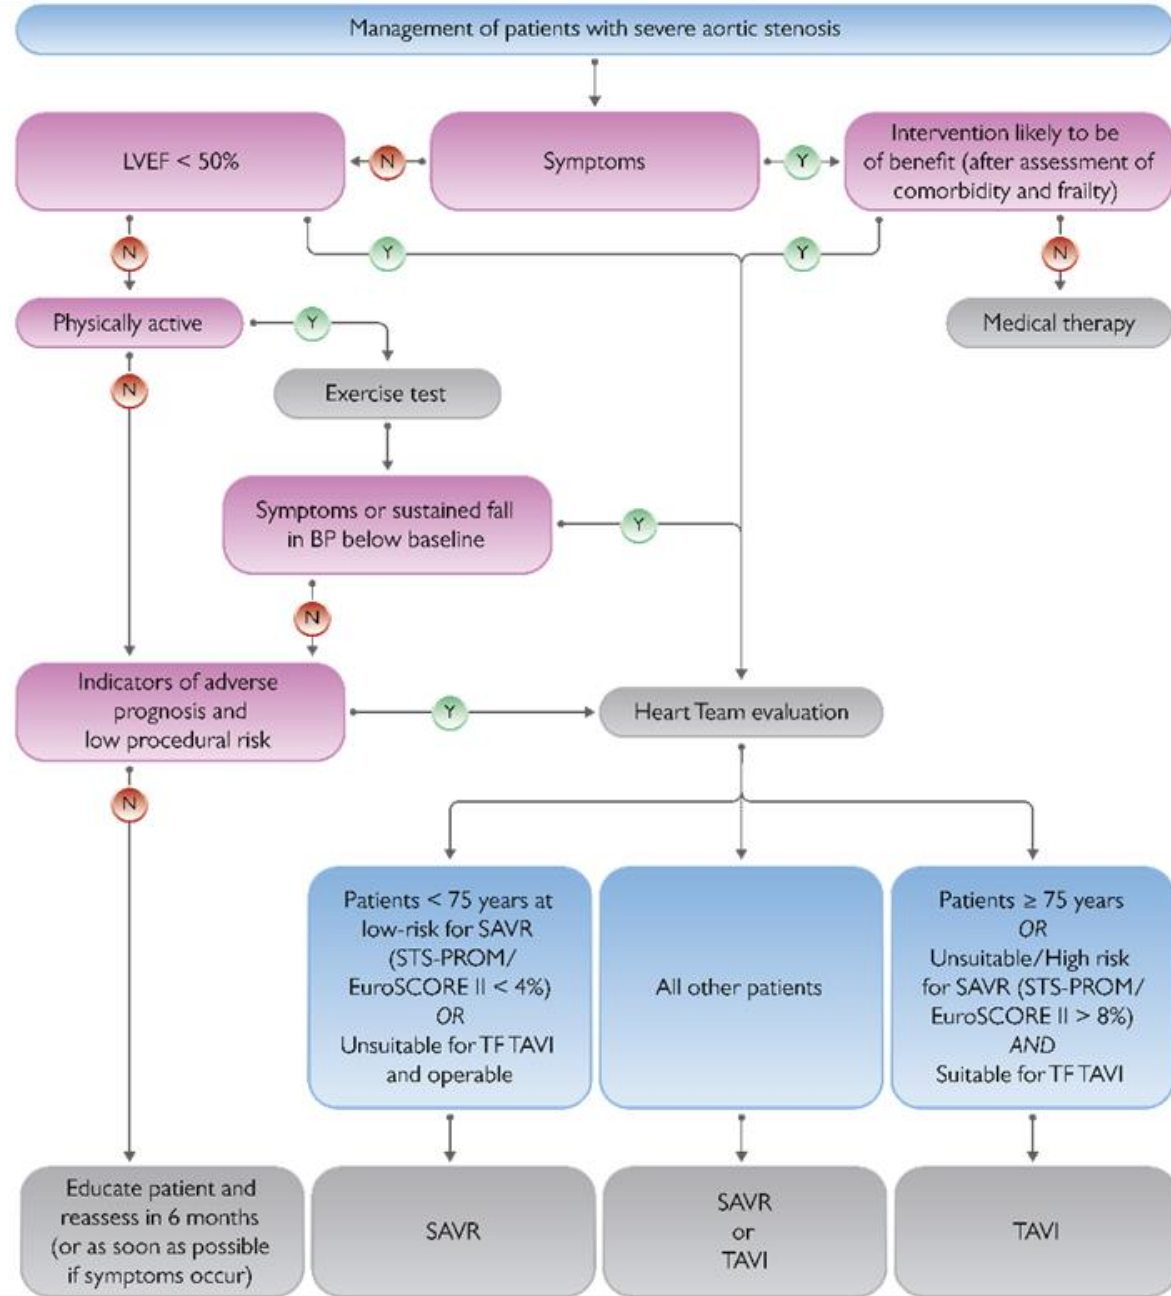 Management of patients with severe aortic stenosis
LVEF < 50%
N
Symptoms
Y
Intervention likely to be
of benefit (after assessment of
comorbidity and frailty)
N
Y
Y
N
Physically active
Y
Medical therapy
N
Exercise test
Symptoms or sustained fall
in BP below baseline
Y
N
Indicators of adverse
prognosis and
low procedural risk
Y
Heart Team evaluation
N
Patients < 75 years at
low-risk for SAVR
(STS-PROM/
EuroSCORE II < 4%)
OR
Unsuitable for TF TAVI
and operable
All other patients
Patients ≥ 75 years
OR
Unsuitable/High risk
for SAVR (STS-PROM/
EuroSCORE II > 8%)
AND
Suitable for TF TAVI
Educate patient and
reassess in 6 months
(or as soon as possible
if symptoms occur)
SAVR
SAVR
or
TAVI
TAVI